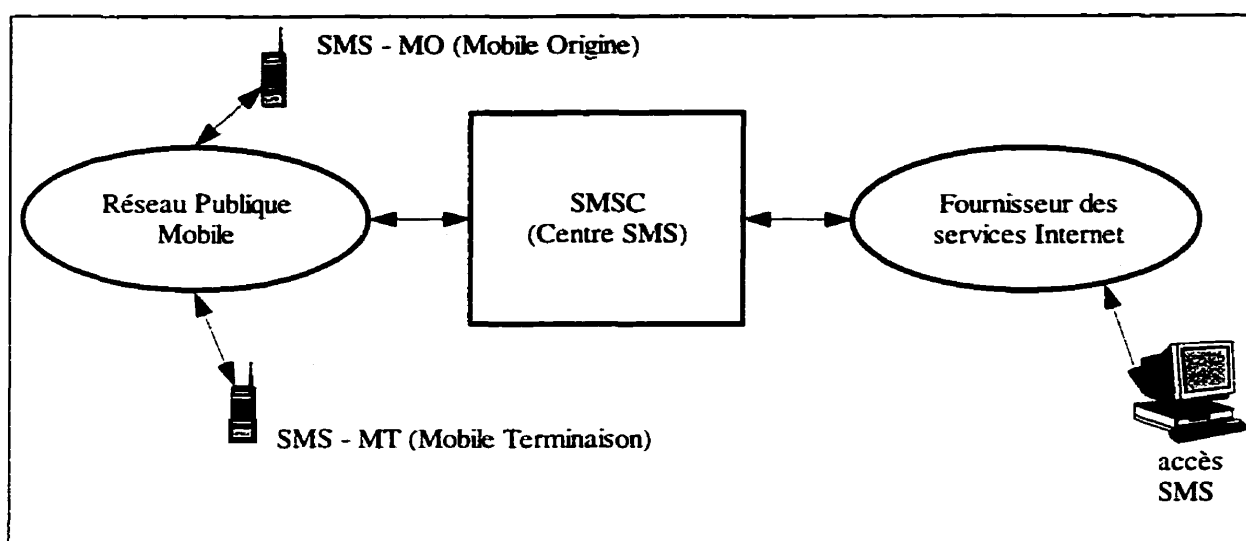 SMS - MO (Mobile Origine)
Réseau Publique
Mobile
SMSC
(Centre SMS)
Fournisseur des
services Internet
SMS - MT (Mobile Terminaison)
accès
SMS